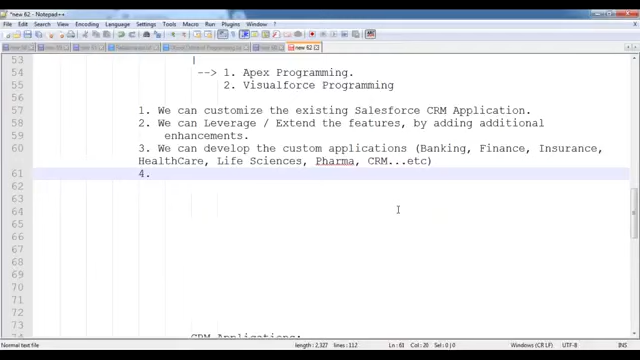 *new 62 - Notepad++
File Edit Search View Encoding Language Settings Tools Macro Run Plugins Window ?
new 62
53
54 --> 1. Apex Programming.
55 2. Visualforce Programming
56
57 1. We can customize the existing Salesforce CRM Application.
58 2. We can Leverage / Extend the features, by adding additional
enhancements.
60 3. We can develop the custom applications (Banking, Finance, Insurance,
HealthCare, Life Sciences, Pharma, CRM...etc)
61 4.
62
63
64
65
66
67
68
69
70
71
72
73
74 CRM Applications:
Normal text file length : 2,327 lines : 112 Ln : 61 Col : 20 Sel : 0 | 0 Windows (CR LF) UTF-8 INS